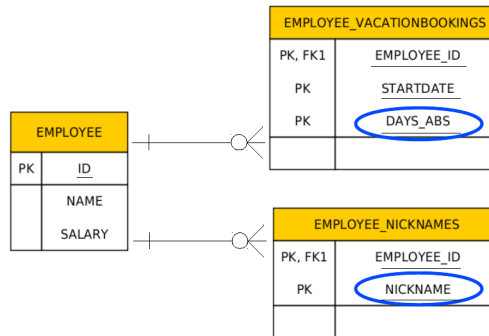 EMPLOYEE_VACATIONBOOKINGS
PK, FK1 EMPLOYEE_ID
PK STARTDATE
PK DAYS_ABS
EMPLOYEE
PK ID
NAME
SALARY
EMPLOYEE_NICKNAMES
PK, FK1 EMPLOYEE_ID
PK NICKNAME